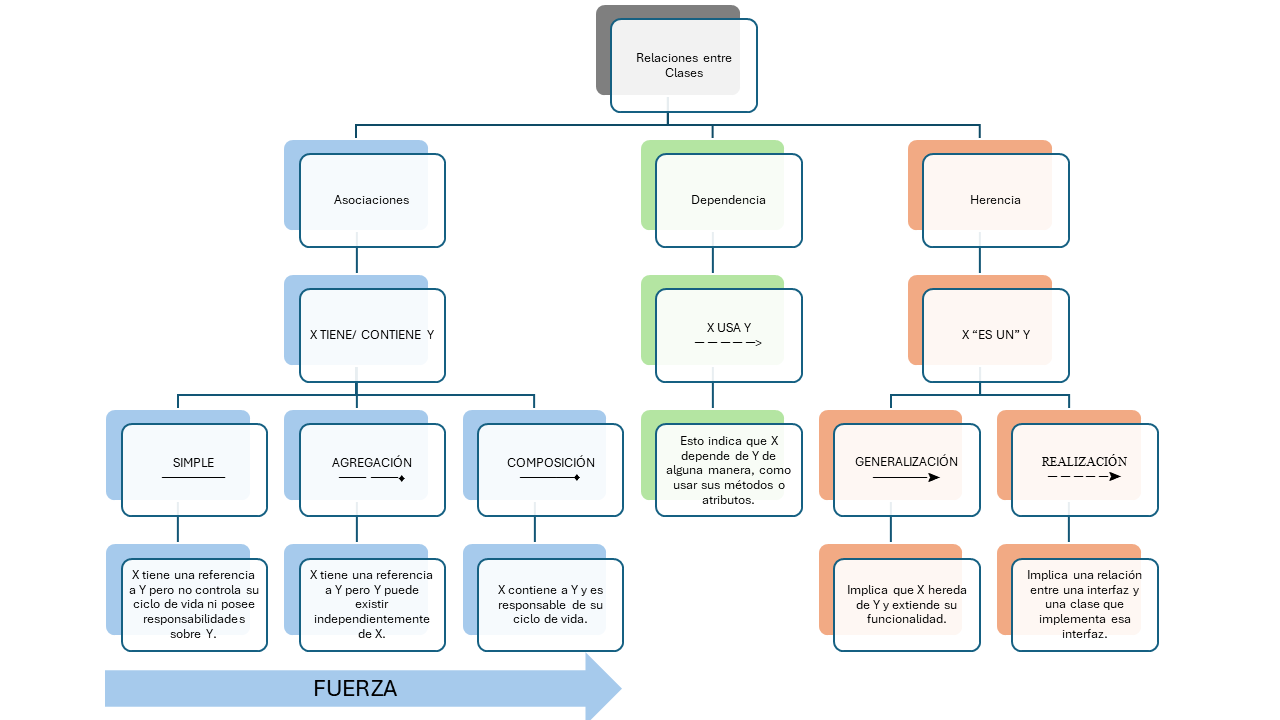 Relaciones entre
Clases
Asociaciones
Dependencia
Herencia
X TIENE/ CONTIENE Y
X USA Y
X “ES UN” Y
SIMPLE
AGREGACIÓN
COMPOSICIÓN
Esto indica que X
depende de Y de
alguna manera, como
usar sus métodos o
atributos.
GENERALIZACIÓN
REALIZACIÓN
X tiene una referencia
a Y pero no controla su
ciclo de vida ni posee
responsabilidades
sobre Y.
X tiene una referencia
a Y pero Y puede
existir
independientemente
de X.
X contiene a Y y es
responsable de su
ciclo de vida.
Implica que X hereda
de Y y extiende su
funcionalidad.
Implica una relación
entre una interfaz y
una clase que
implementa esa
interfaz.
FUERZA